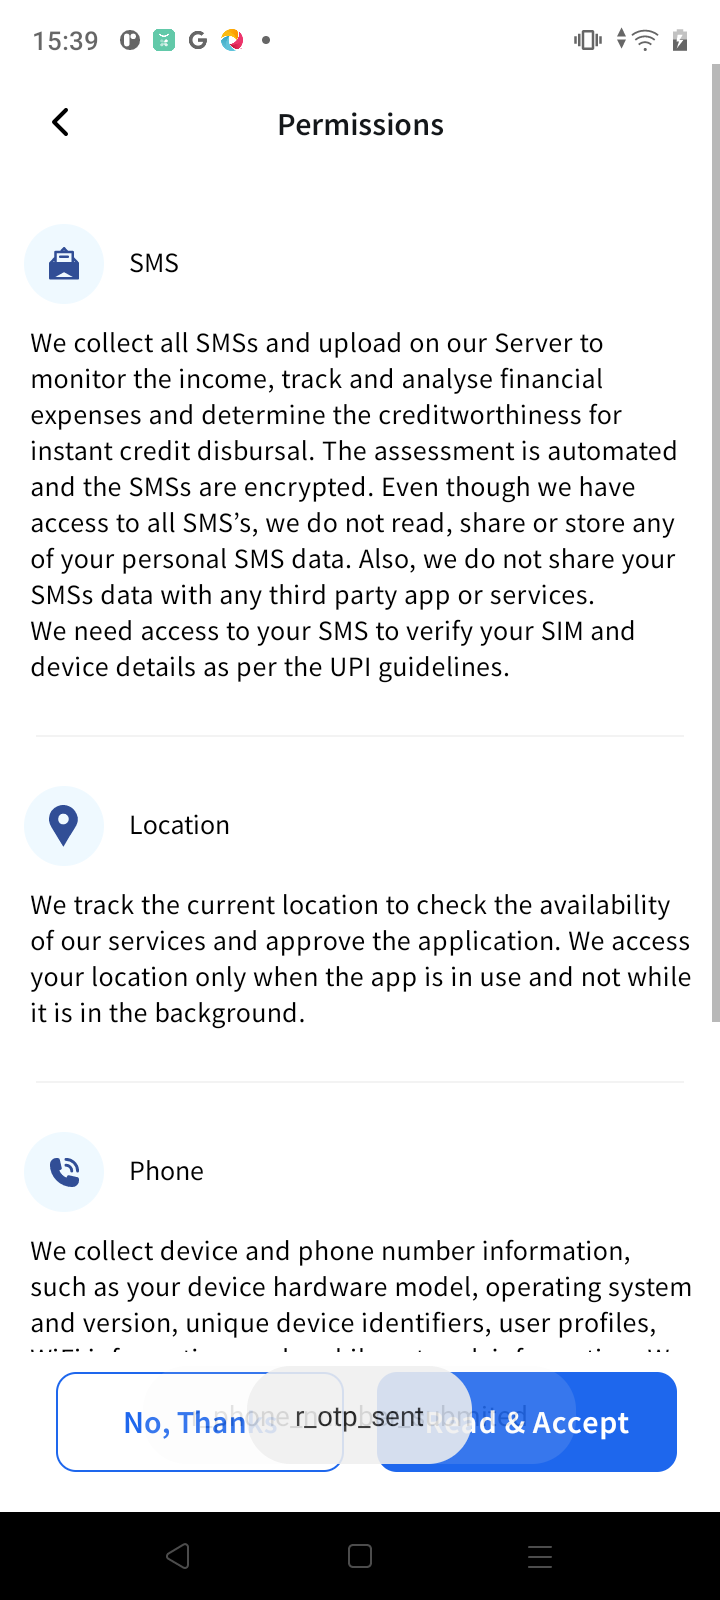 15:39
Permissions
SMS
We collect all SMSs and upload on our Server to
monitor the income, track and analyse financial
expenses and determine the creditworthiness for
instant credit disbursal. The assessment is automated
and the SMSs are encrypted. Even though we have
access to all SMS’s, we do not read, share or store any
of your personal SMS data. Also, we do not share your
SMSs data with any third party app or services.
We need access to your SMS to verify your SIM and
device details as per the UPI guidelines.
Location
We track the current location to check the availability
of our services and approve the application. We access
your location only when the app is in use and not while
it is in the background.
Phone
We collect device and phone number information,
such as your device hardware model, operating system
and version, unique device identifiers, user profiles,
No, Thanks
r_otp_sent
Read & Accept